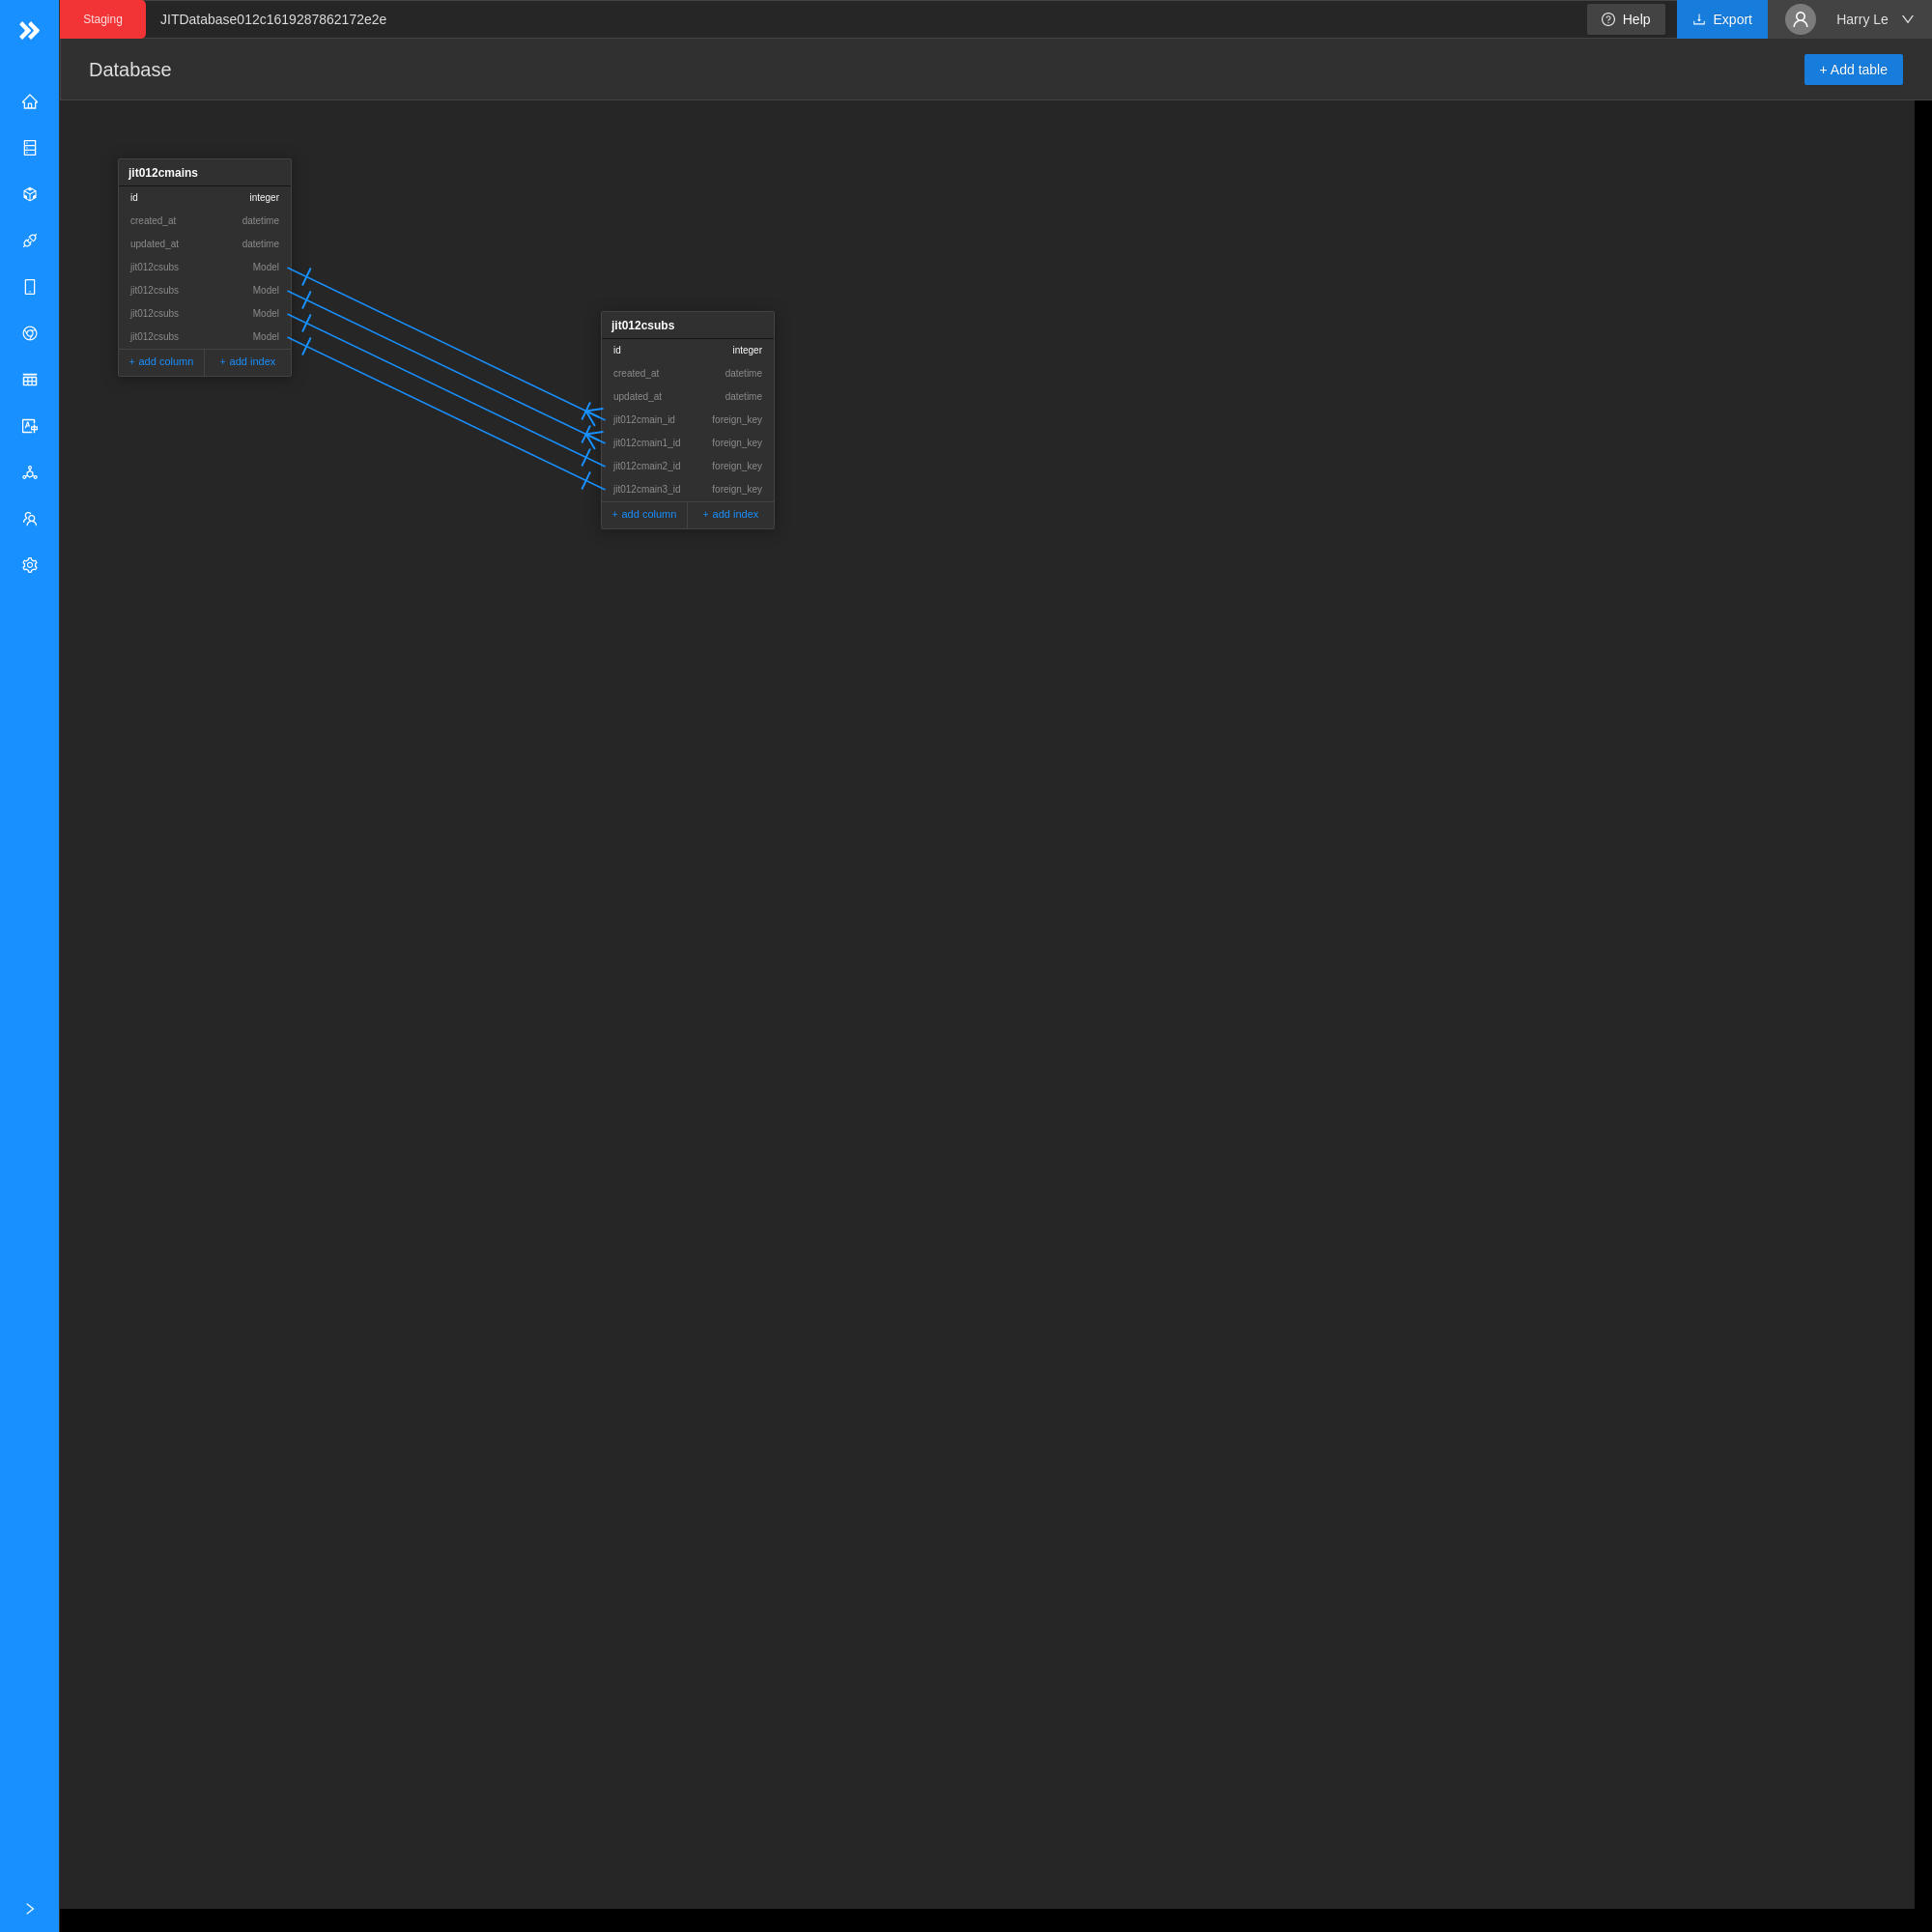 Staging
JITDatabase012c1619287862172e2e
Help
Export
Harry Le
Database
+ Add table
jit012cmains
id integer
created_at datetime
updated_at datetime
jit012csubs Model
jit012csubs Model
jit012csubs Model
jit012csubs Model
+ add column + add index
jit012csubs
id integer
created_at datetime
updated_at datetime
jit012cmain_id foreign_key
jit012cmain1_id foreign_key
jit012cmain2_id foreign_key
jit012cmain3_id foreign_key
+ add column + add index